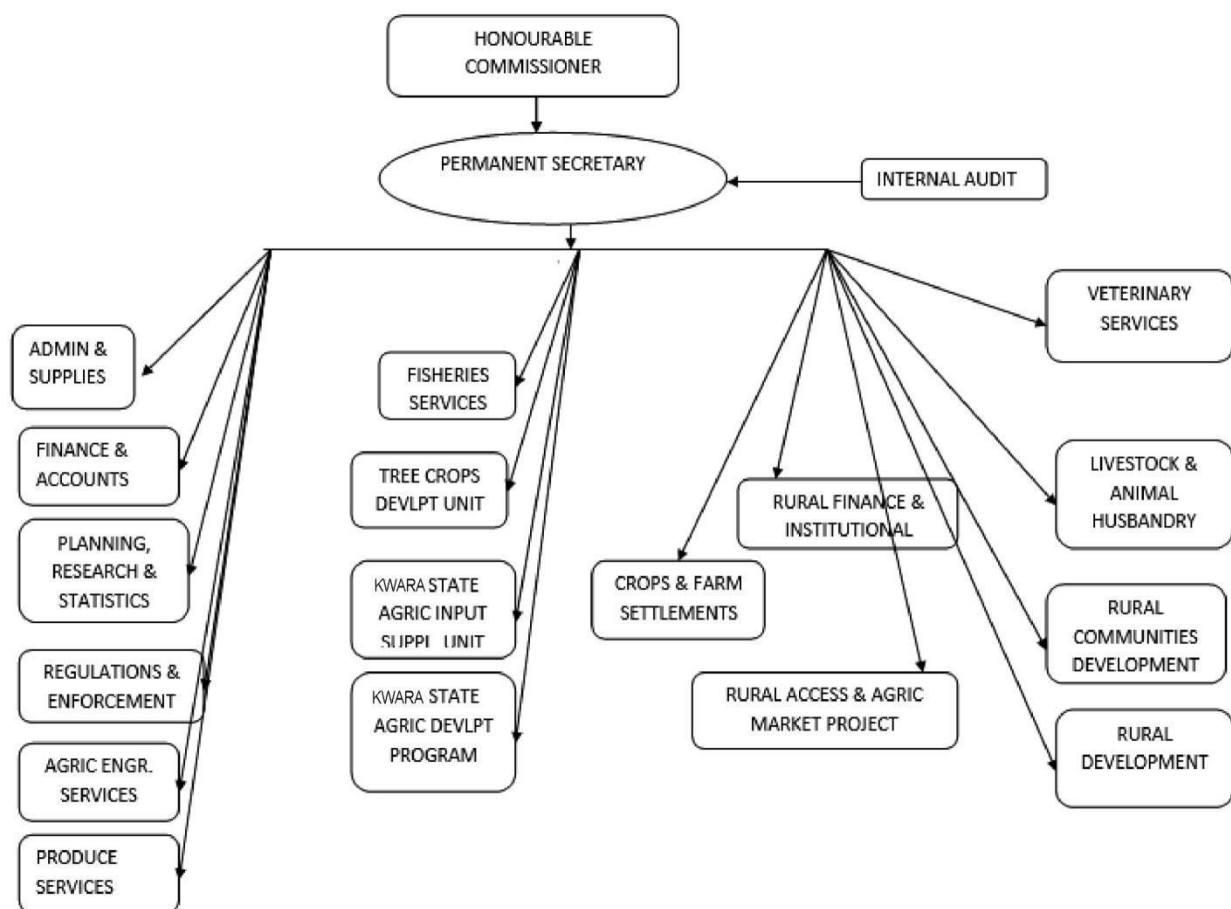 HONOURABLE
COMMISSIONER
PERMANENT SECRETARY
INTERNAL AUDIT
ADMIN &
SUPPLIES
FINANCE &
ACCOUNTS
PLANNING,
RESEARCH &
STATISTICS
REGULATIONS &
ENFORCEMENT
AGRIC ENGR.
SERVICES
PRODUCE
SERVICES
FISHERIES
SERVICES
TREE CROPS
DEVLPT UNIT
KWARA STATE
AGRIC INPUT
SUPPL UNIT
KWARA STATE
AGRIC DEVLPT
PROGRAM
RURAL FINANCE &
INSTITUTIONAL
CROPS & FARM
SETTLEMENTS
RURAL ACCESS & AGRIC
MARKET PROJECT
VETERINARY
SERVICES
LIVESTOCK &
ANIMAL
HUSBANDRY
RURAL
COMMUNITIES
DEVELOPMENT
RURAL
DEVELOPMENT